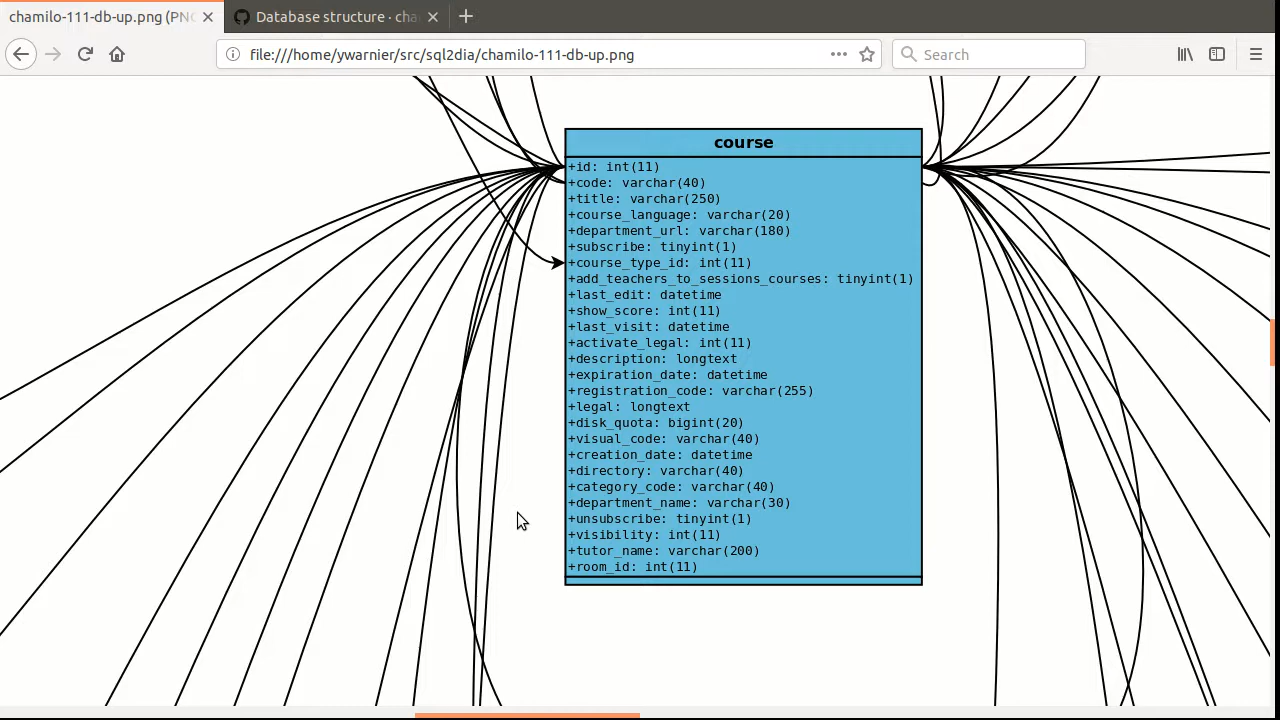 chamilo-111-db-up.png (PN
Database structure · cha
file:///home/ywarnier/src/sql2dia/chamilo-111-db-up.png
Search
course
+id: int(11)
+code: varchar(40)
+title: varchar(250)
+course_language: varchar(20)
+department_url: varchar(180)
+subscribe: tinyint(1)
+course_type_id: int(11)
+add_teachers_to_sessions_courses: tinyint(1)
+last_edit: datetime
+show_score: int(11)
+last_visit: datetime
+activate_legal: int(11)
+description: longtext
+expiration_date: datetime
+registration_code: varchar(255)
+legal: longtext
+disk_quota: bigint(20)
+visual_code: varchar(40)
+creation_date: datetime
+directory: varchar(40)
+category_code: varchar(40)
+department_name: varchar(30)
+unsubscribe: tinyint(1)
+visibility: int(11)
+tutor_name: varchar(200)
+room_id: int(11)